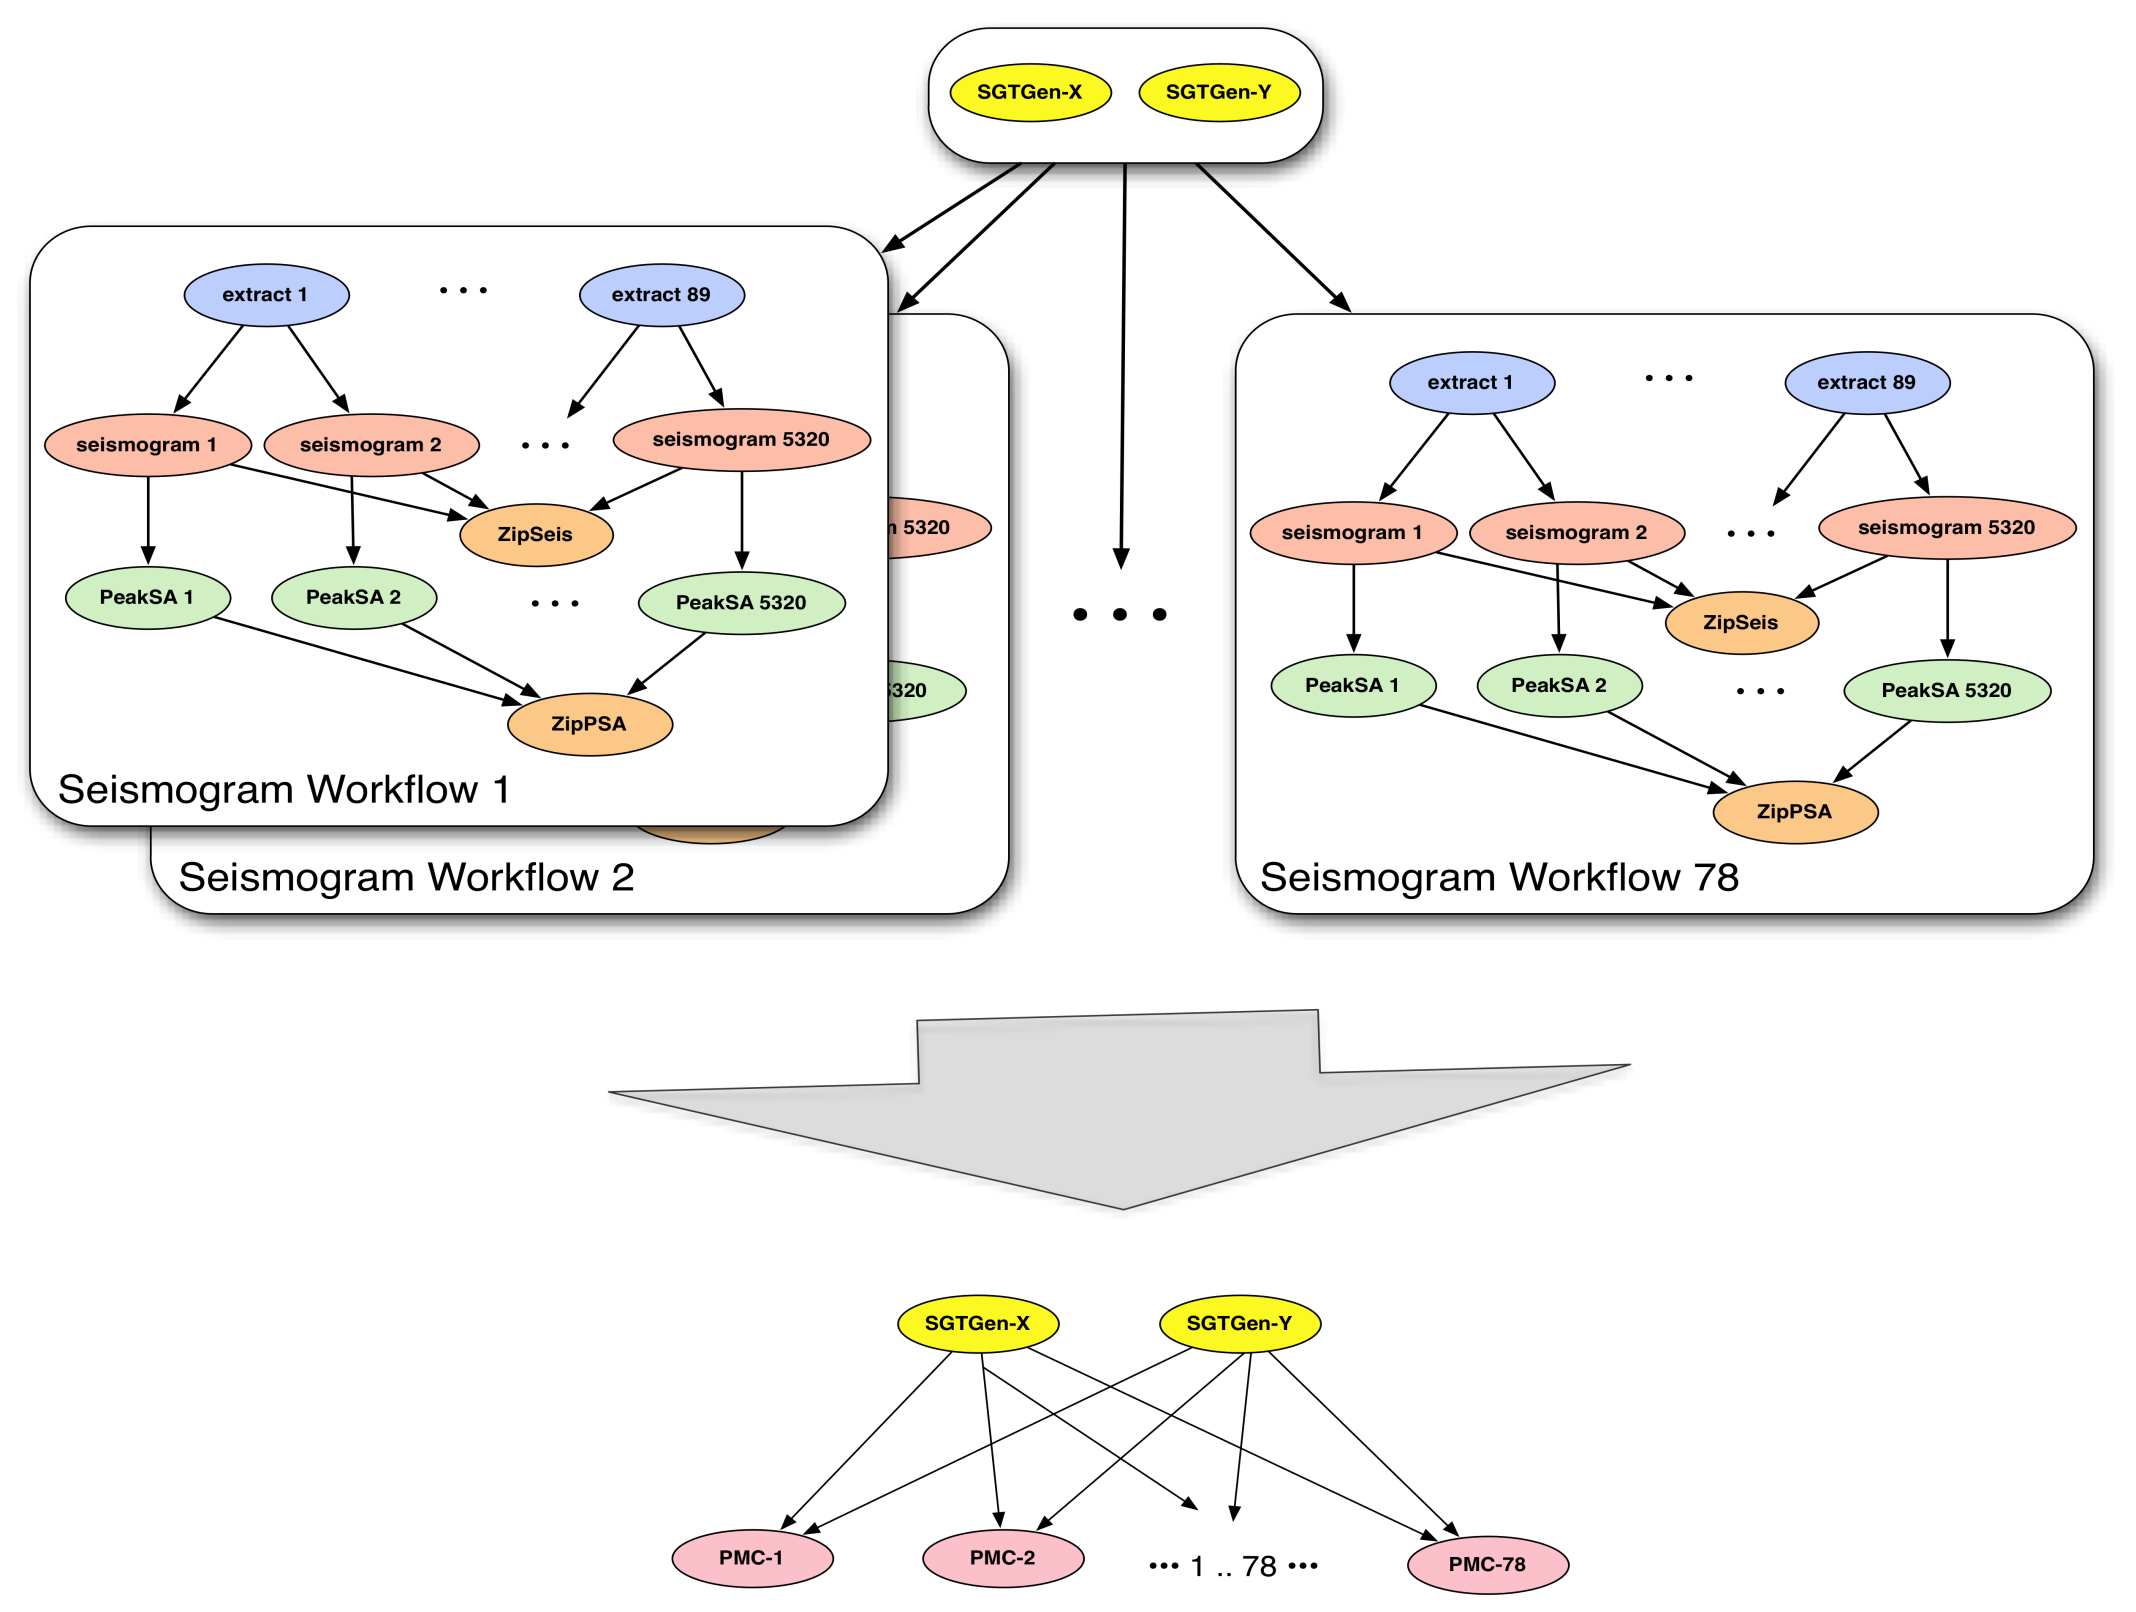 SGTGen-X SGTGen-Y
extract 1 ... extract 89
seismogram 1 seismogram 2 ... seismogram 5320
ZipSeis
PeakSA 1 PeakSA 2 ... PeakSA 5320
ZipPSA
Seismogram Workflow 1
5320
5320
Seismogram Workflow 2
...
extract 1 ... extract 89
seismogram 1 seismogram 2 ... seismogram 5320
ZipSeis
PeakSA 1 PeakSA 2 ... PeakSA 5320
ZipPSA
Seismogram Workflow 78
SGTGen-X SGTGen-Y
PMC-1 PMC-2 ... 1 .. 78 ... PMC-78